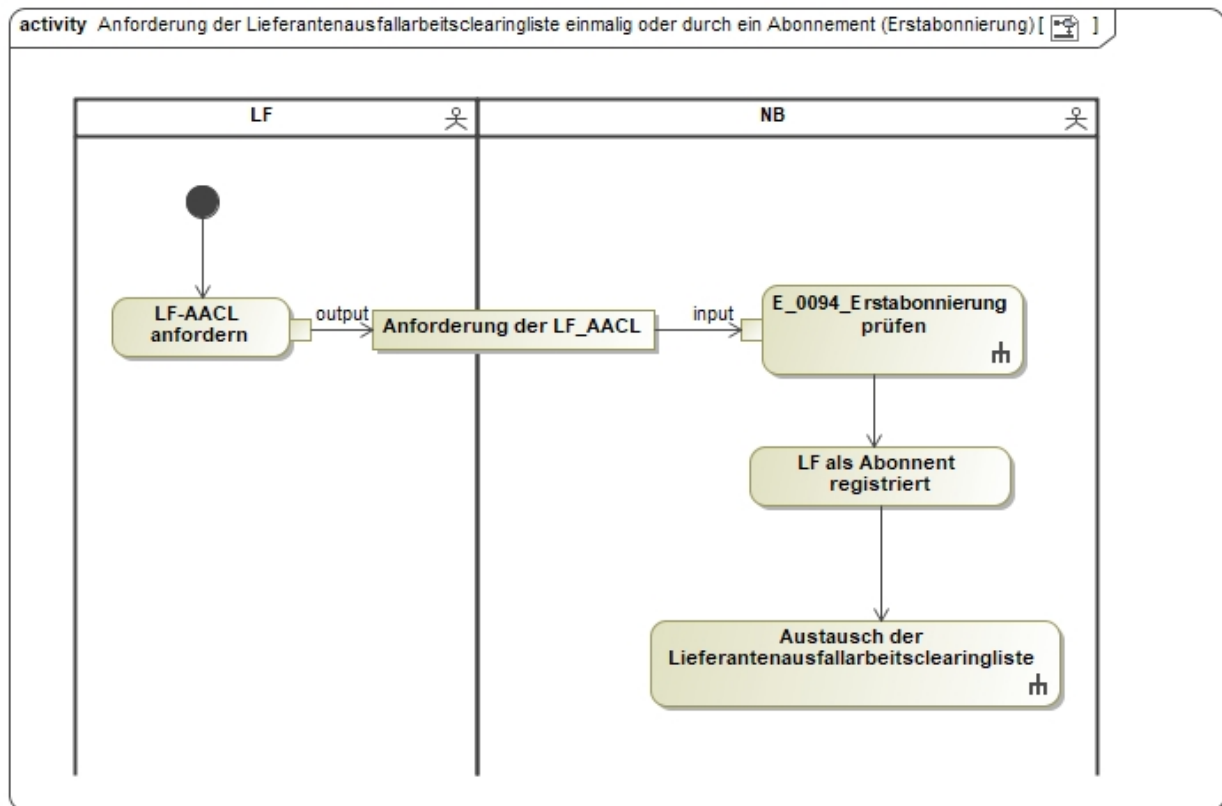 activity Anforderung der Lieferantenausfallarbeitsclearingliste einmalig oder durch ein Abonnement (Erstabonnierung) [ ]
LF
NB
LF-AACL
anfordern
output
Anforderung der LF_AACL
input
E_0094_Erstabonnierung
prüfen
LF als Abonnent
registriert
Austausch der
Lieferantenausfallarbeitsclearingliste